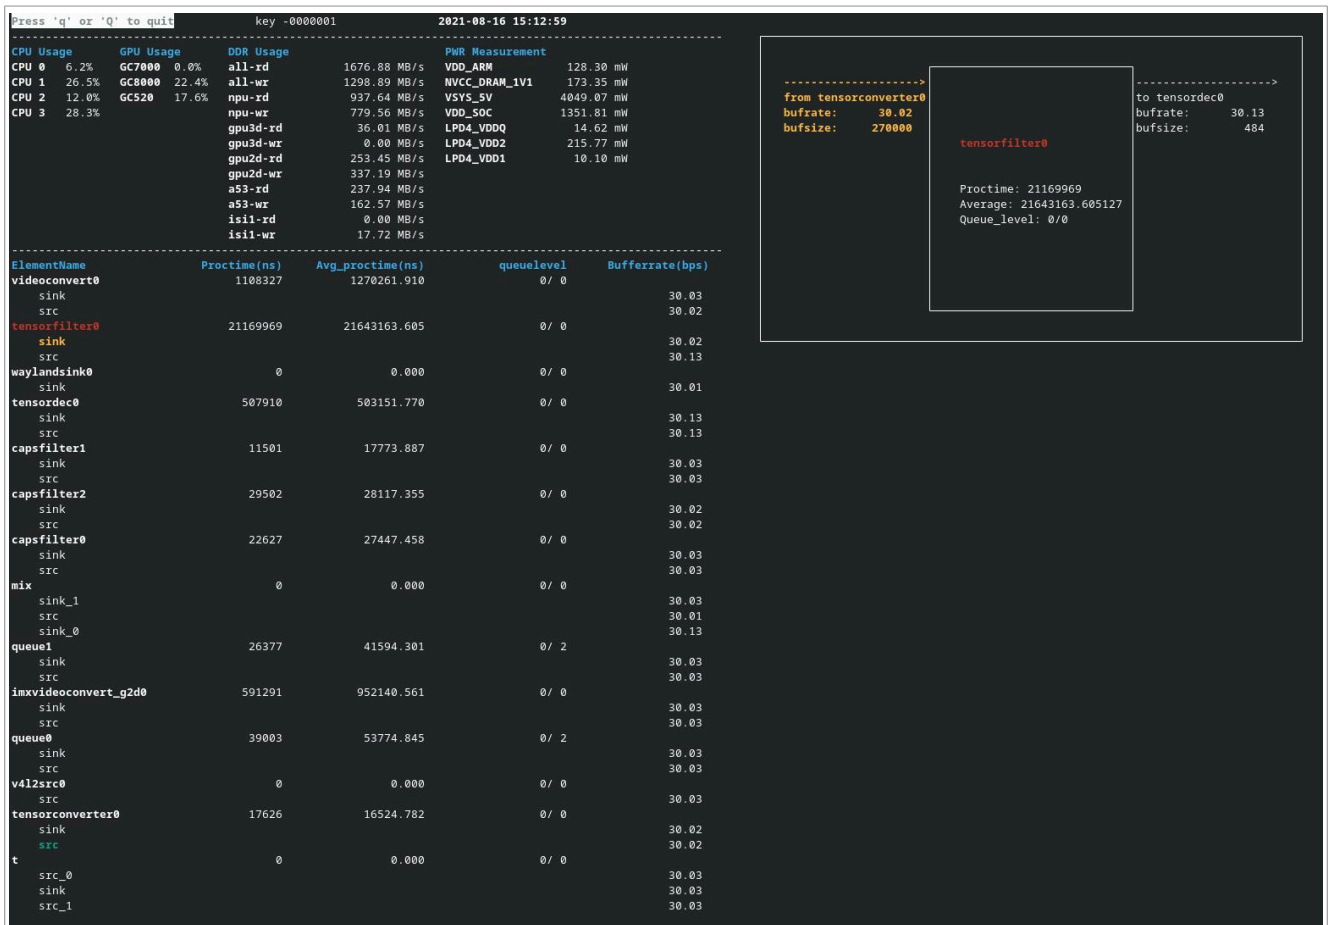 Press 'q' or 'Q' to quit key -0000001 2021-08-16 15:12:59
CPU Usage GPU Usage DDR Usage PWR Measurement
CPU 0 6.2% GC7000 0.0% all-rd 1676.88 MB/s VDD_ARM 128.30 mW
CPU 1 26.5% GC8000 22.4% all-wr 1298.89 MB/s NVCC_DRAM_1V1 173.35 mW
CPU 2 12.0% GC520 17.6% npu-rd 937.64 MB/s VSYS_5V 4049.07 mW
CPU 3 28.3% npu-wr 779.56 MB/s VDD_SOC 1351.81 mW
gpu3d-rd 36.01 MB/s LPD4_VDDQ 14.62 mW
gpu3d-wr 0.00 MB/s LPD4_VDD2 215.77 mW
gpu2d-rd 253.45 MB/s LPD4_VDD1 10.10 mW
gpu2d-wr 337.19 MB/s
a53-rd 237.94 MB/s
a53-wr 162.57 MB/s
isi1-rd 0.00 MB/s
isi1-wr 17.72 MB/s
ElementName Proctime(ns) Avg_proctime(ns) queuelevel Bufferrate(bps)
videoconvert0 1108327 1270261.910 0/ 0
sink 30.03
src 30.02
tensorfilter0 21169969 21643163.605 0/ 0
sink 30.02
src 30.13
waylandsink0 0 0.000 0/ 0
sink 30.01
tensordec0 507910 503151.770 0/ 0
sink 30.13
src 30.13
capsfilter1 11501 17773.887 0/ 0
sink 30.03
src 30.03
capsfilter2 29502 28117.355 0/ 0
sink 30.02
src 30.02
capsfilter0 22627 27447.458 0/ 0
sink 30.03
src 30.03
mix 0 0.000 0/ 0
sink_1 30.03
src 30.01
sink_0 30.13
queue1 26377 41594.301 0/ 2
sink 30.03
src 30.03
imxvideoconvert_g2d0 591291 952140.561 0/ 0
sink 30.03
src 30.03
queue0 39003 53774.845 0/ 2
sink 30.03
src 30.03
v4l2src0 0 0.000 0/ 0
src 30.03
tensorconverter0 17626 16524.782 0/ 0
sink 30.02
src 30.02
t 0 0.000 0/ 0
src_0 30.03
sink 30.03
src_1 30.03
from tensorconverter0
bufrate: 30.02
bufsize: 270000
tensorfilter0
Proctime: 21169969
Average: 21643163.605127
Queue_level: 0/0
to tensordec0
bufrate: 30.13
bufsize: 484